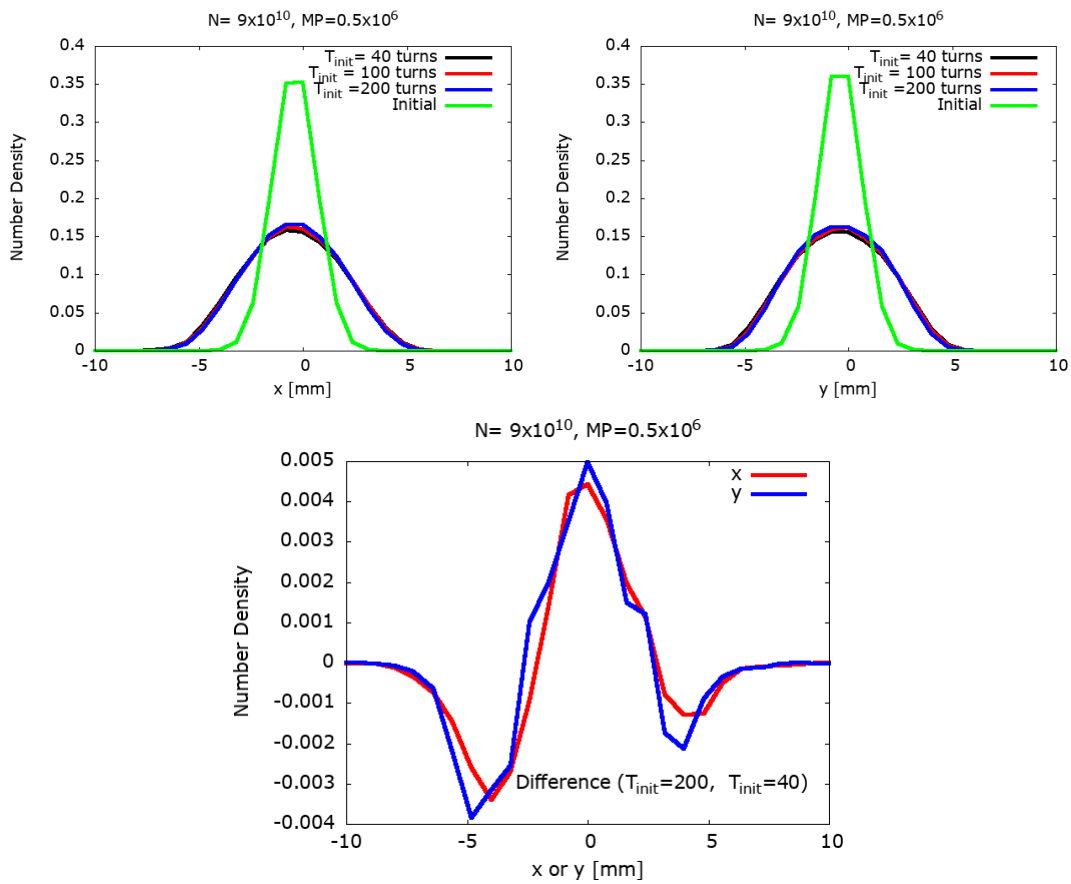 N= 9x10^10, MP=0.5x10^6
0.4
0.35
0.3
0.25
0.2
0.15
0.1
0.05
0
Number Density
-10
-5
0
5
10
x [mm]
T_init= 40 turns
T_init = 100 turns
T_init =200 turns
Initial
N= 9x10^10, MP=0.5x10^6
0.4
0.35
0.3
0.25
0.2
0.15
0.1
0.05
0
Number Density
-10
-5
0
5
10
y [mm]
T_init= 40 turns
T_init = 100 turns
T_init =200 turns
Initial
N= 9x10^10, MP=0.5x10^6
0.005
0.004
0.003
0.002
0.001
0
-0.001
-0.002
-0.003
-0.004
Number Density
x
y
Difference (T_init=200, T_init=40)
-10
-5
0
5
10
x or y [mm]